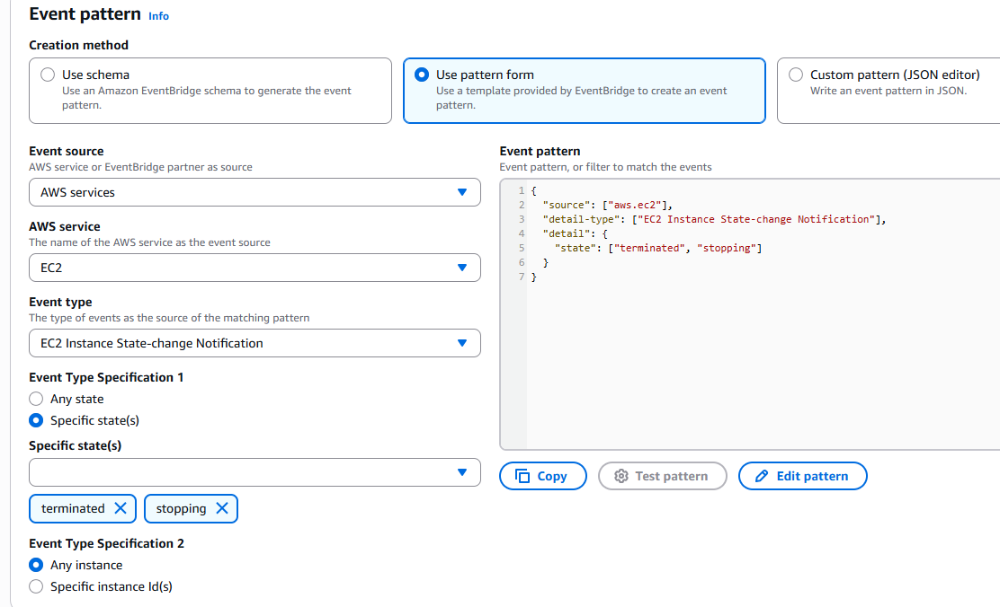 Event pattern Info
Creation method
Use schema
Use an Amazon EventBridge schema to generate the event
pattern.
Use pattern form
Use a template provided by EventBridge to create an event
pattern.
Custom pattern (JSON editor)
Write an event pattern in JSON.
Event source
AWS service or EventBridge partner as source
AWS services
AWS service
The name of the AWS service as the event source
EC2
Event type
The type of events as the source of the matching pattern
EC2 Instance State-change Notification
Event Type Specification 1
Any state
Specific state(s)
Specific state(s)
terminated
stopping
Event Type Specification 2
Any instance
Specific instance Id(s)
Event pattern
Event pattern, or filter to match the events
1 {
2   "source": ["aws.ec2"],
3   "detail-type": ["EC2 Instance State-change Notification"],
4   "detail": {
5     "state": ["terminated", "stopping"]
6   }
7 }
Copy
Test pattern
Edit pattern